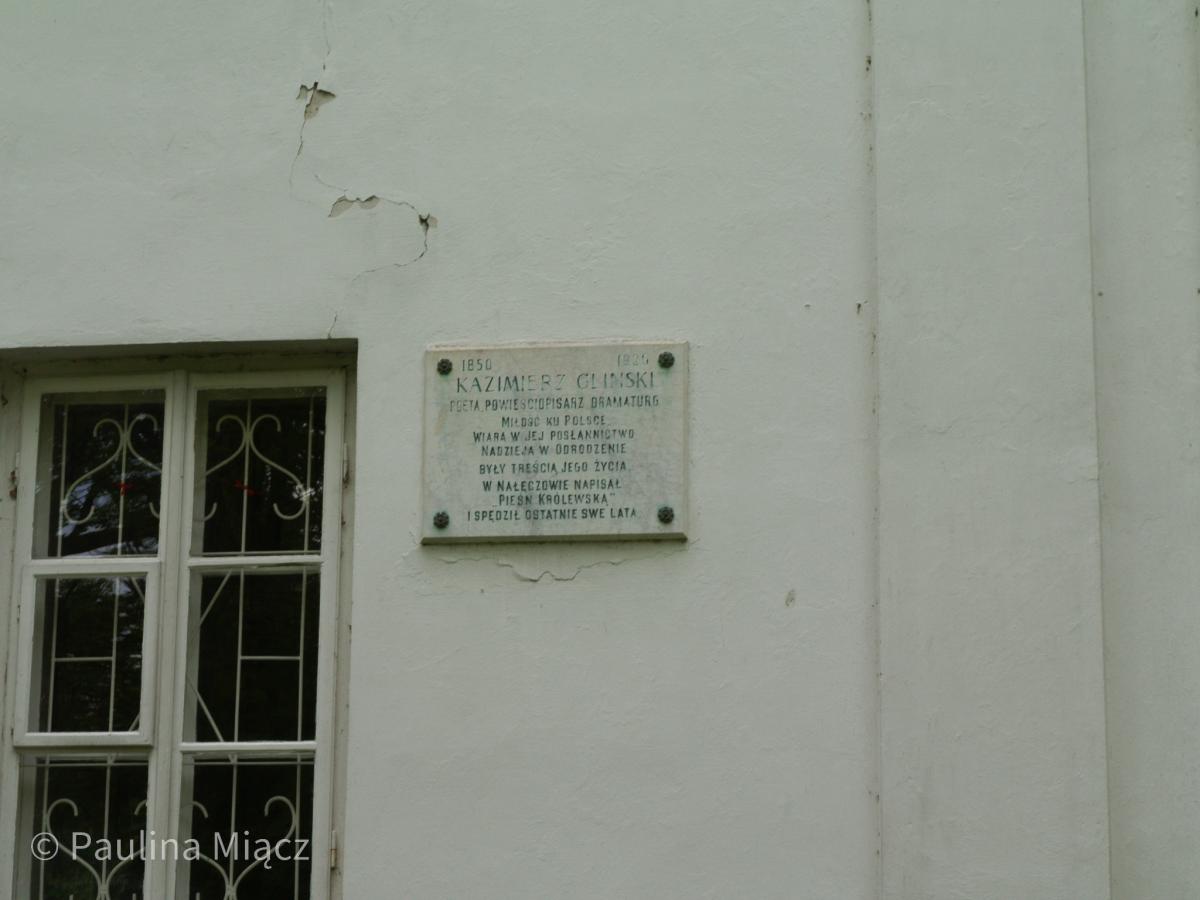 1850 1920
KAZIMIERZ GLIŃSKI
POETA, POWIEŚCIOPISARZ DRAMATURG
MIŁOŚĆ KU POLSCE,
WIARA W JEJ POSŁANNICTWO
NADZIEJA W ODRODZENIE
BYŁY TREŚCIĄ JEGO ŻYCIA.
W NAŁĘCZOWIE NAPISAŁ
„PIEŚŃ KRÓLEWSKĄ”
I SPĘDZIŁ OSTATNIE SWE LATA.
© Paulina Miącz